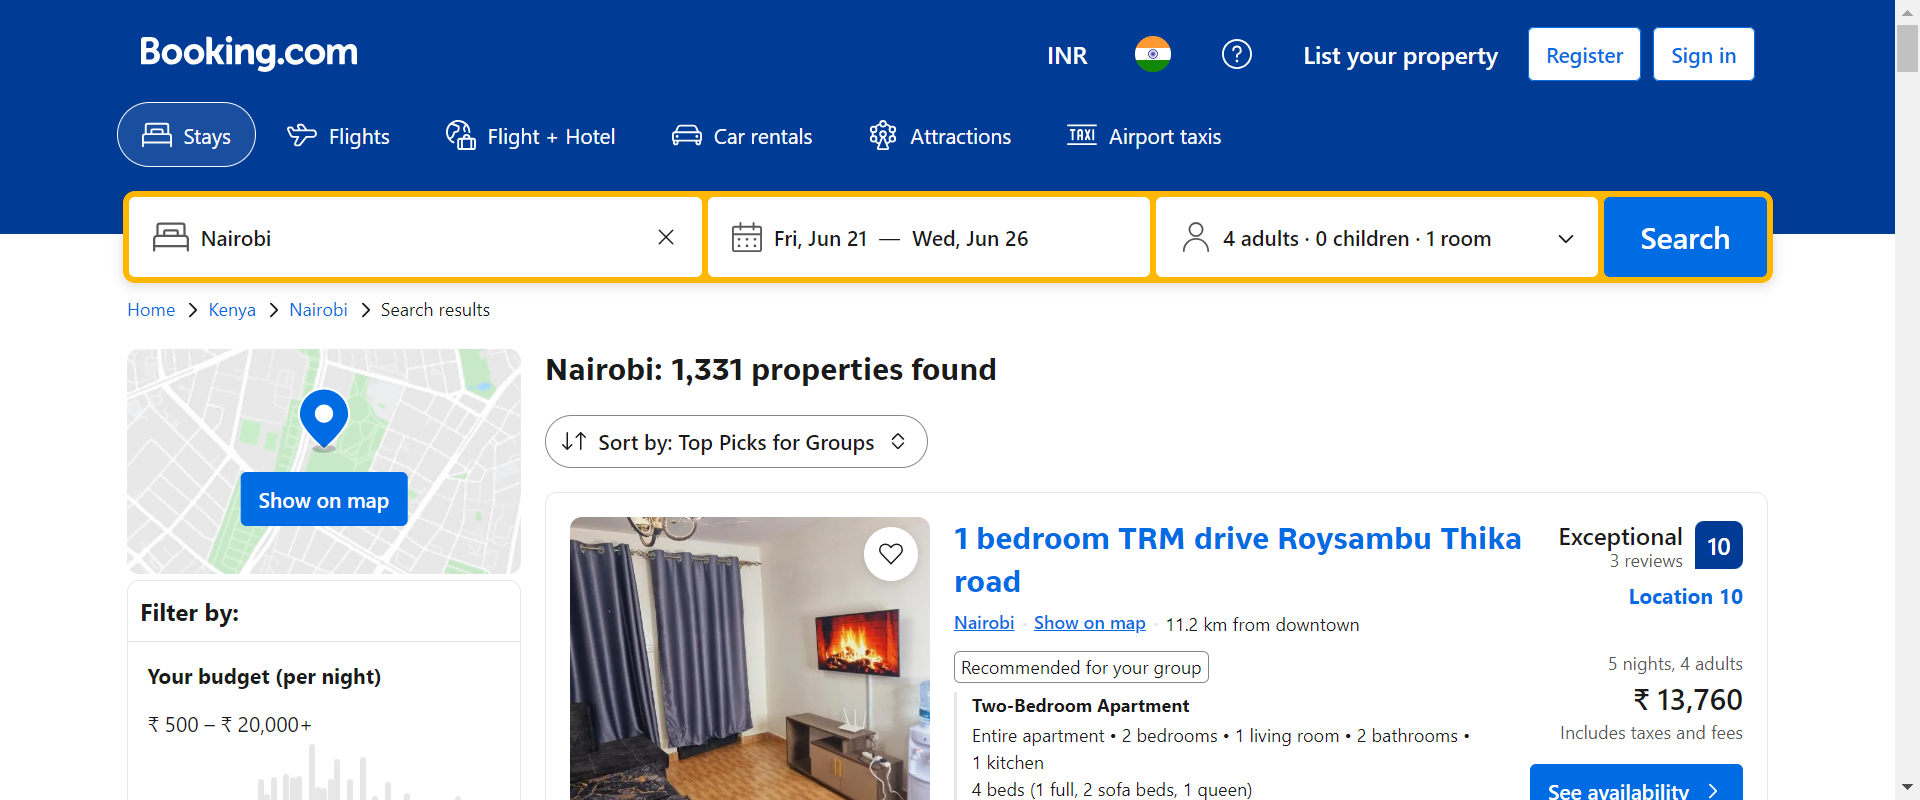 Booking.com
INR
List your property
Register
Sign in
Stays
Flights
Flight + Hotel
Car rentals
Attractions
TAXI
Airport taxis
Nairobi
Fri, Jun 21 — Wed, Jun 26
4 adults · 0 children · 1 room
Search
Home > Kenya > Nairobi > Search results
Show on map
Nairobi: 1,331 properties found
Sort by: Top Picks for Groups
Filter by:
Your budget (per night)
₹ 500 – ₹ 20,000+
1 bedroom TRM drive Roysambu Thika
road
Nairobi · Show on map · 11.2 km from downtown
Recommended for your group
Two-Bedroom Apartment
Entire apartment • 2 bedrooms • 1 living room • 2 bathrooms •
1 kitchen
4 beds (1 full, 2 sofa beds, 1 queen)
Exceptional
3 reviews
10
Location 10
5 nights, 4 adults
₹ 13,760
Includes taxes and fees
See availability